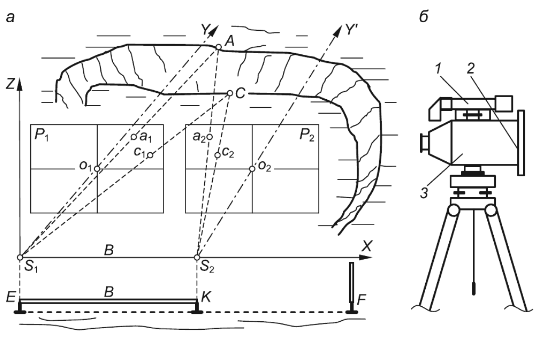 а
Y
A
Y'
б
Z
C
1
2
P₁
a₁
a₂
P₂
c₁
c₂
o₁
o₂
3
B
X
S₁
S₂
E
B
K
F